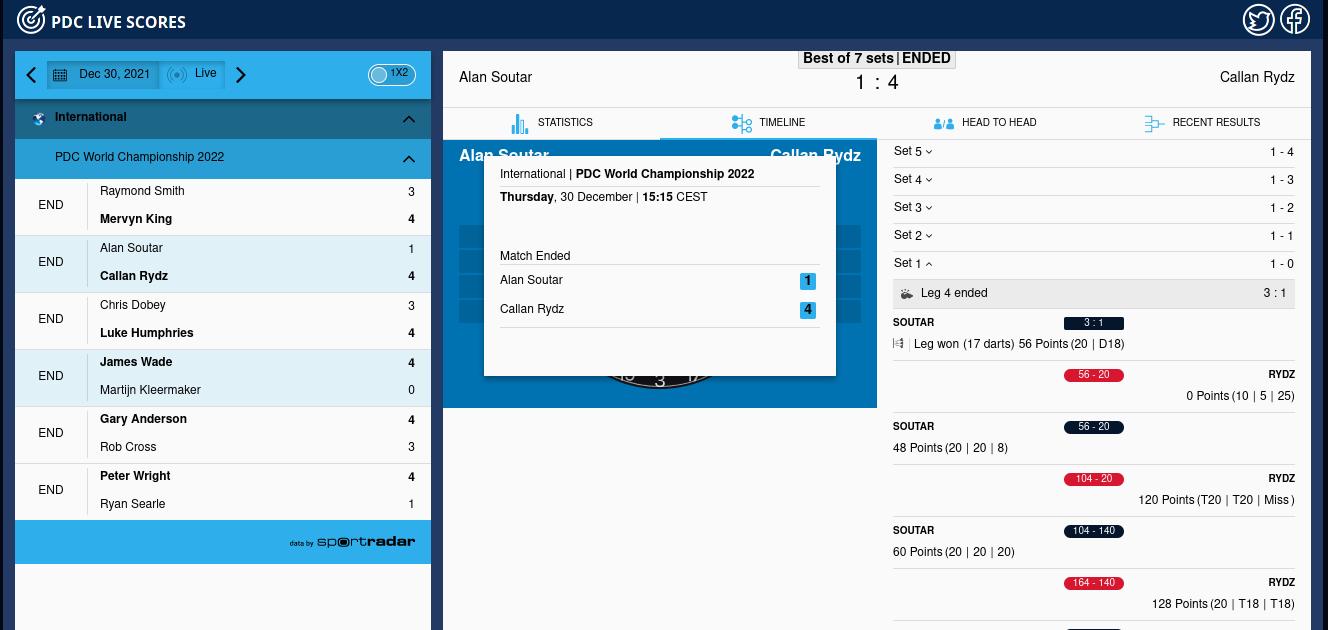 PDC LIVE SCORES
Dec 30, 2021
Live
1X2
International
PDC World Championship 2022
END
Raymond Smith 3
Mervyn King 4
END
Alan Soutar 1
Callan Rydz 4
END
Chris Dobey 3
Luke Humphries 4
END
James Wade 4
Martijn Kleermaker 0
END
Gary Anderson 4
Rob Cross 3
END
Peter Wright 4
Ryan Searle 1
data by sportradar
Best of 7 sets | ENDED
Alan Soutar 1 : 4 Callan Rydz
STATISTICS TIMELINE HEAD TO HEAD RECENT RESULTS
Alan Soutar Callan Rydz
International | PDC World Championship 2022
Thursday, 30 December | 15:15 CEST
Match Ended
Alan Soutar 1
Callan Rydz 4
3
Set 5 1 - 4
Set 4 1 - 3
Set 3 1 - 2
Set 2 1 - 1
Set 1 1 - 0
Leg 4 ended 3 : 1
SOUTAR 3 : 1
Leg won (17 darts) 56 Points (20 | D18)
56 - 20 RYDZ
0 Points (10 | 5 | 25)
SOUTAR 56 - 20
48 Points (20 | 20 | 8)
104 - 20 RYDZ
120 Points (T20 | T20 | Miss )
SOUTAR 104 - 140
60 Points (20 | 20 | 20)
164 - 140 RYDZ
128 Points (20 | T18 | T18)